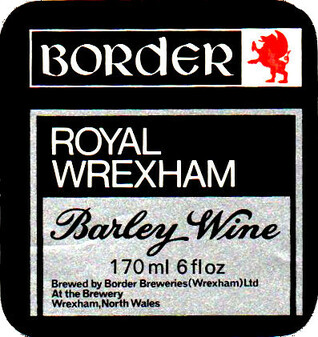 BORDER
ROYAL
WREXHAM
Barley Wine
170 ml 6 fl oz
Brewed by Border Breweries (Wrexham) Ltd
At the Brewery
Wrexham, North Wales